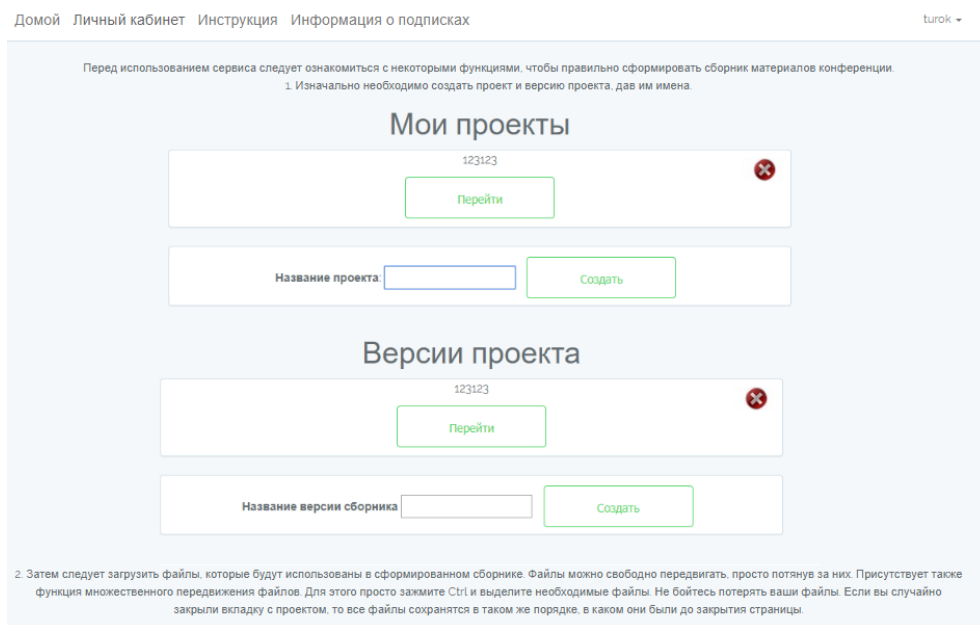 Домой Личный кабинет Инструкция Информация о подписках turok
Перед использованием сервиса следует ознакомиться с некоторыми функциями, чтобы правильно сформировать сборник материалов конференции.
1. Изначально необходимо создать проект и версию проекта, дав им имена.
Мои проекты
123123
Перейти
Название проекта: Создать
Версии проекта
123123
Перейти
Название версии сборника Создать
2. Затем следует загрузить файлы, которые будут использованы в сформированном сборнике. Файлы можно свободно передвигать, просто потянув за них. Присутствует также
функция множественного передвижения файлов. Для этого просто зажмите Ctrl и выделите необходимые файлы. Не бойтесь потерять ваши файлы. Если вы случайно
закрыли вкладку с проектом, то все файлы сохранятся в таком же порядке, в каком они были до закрытия страницы.